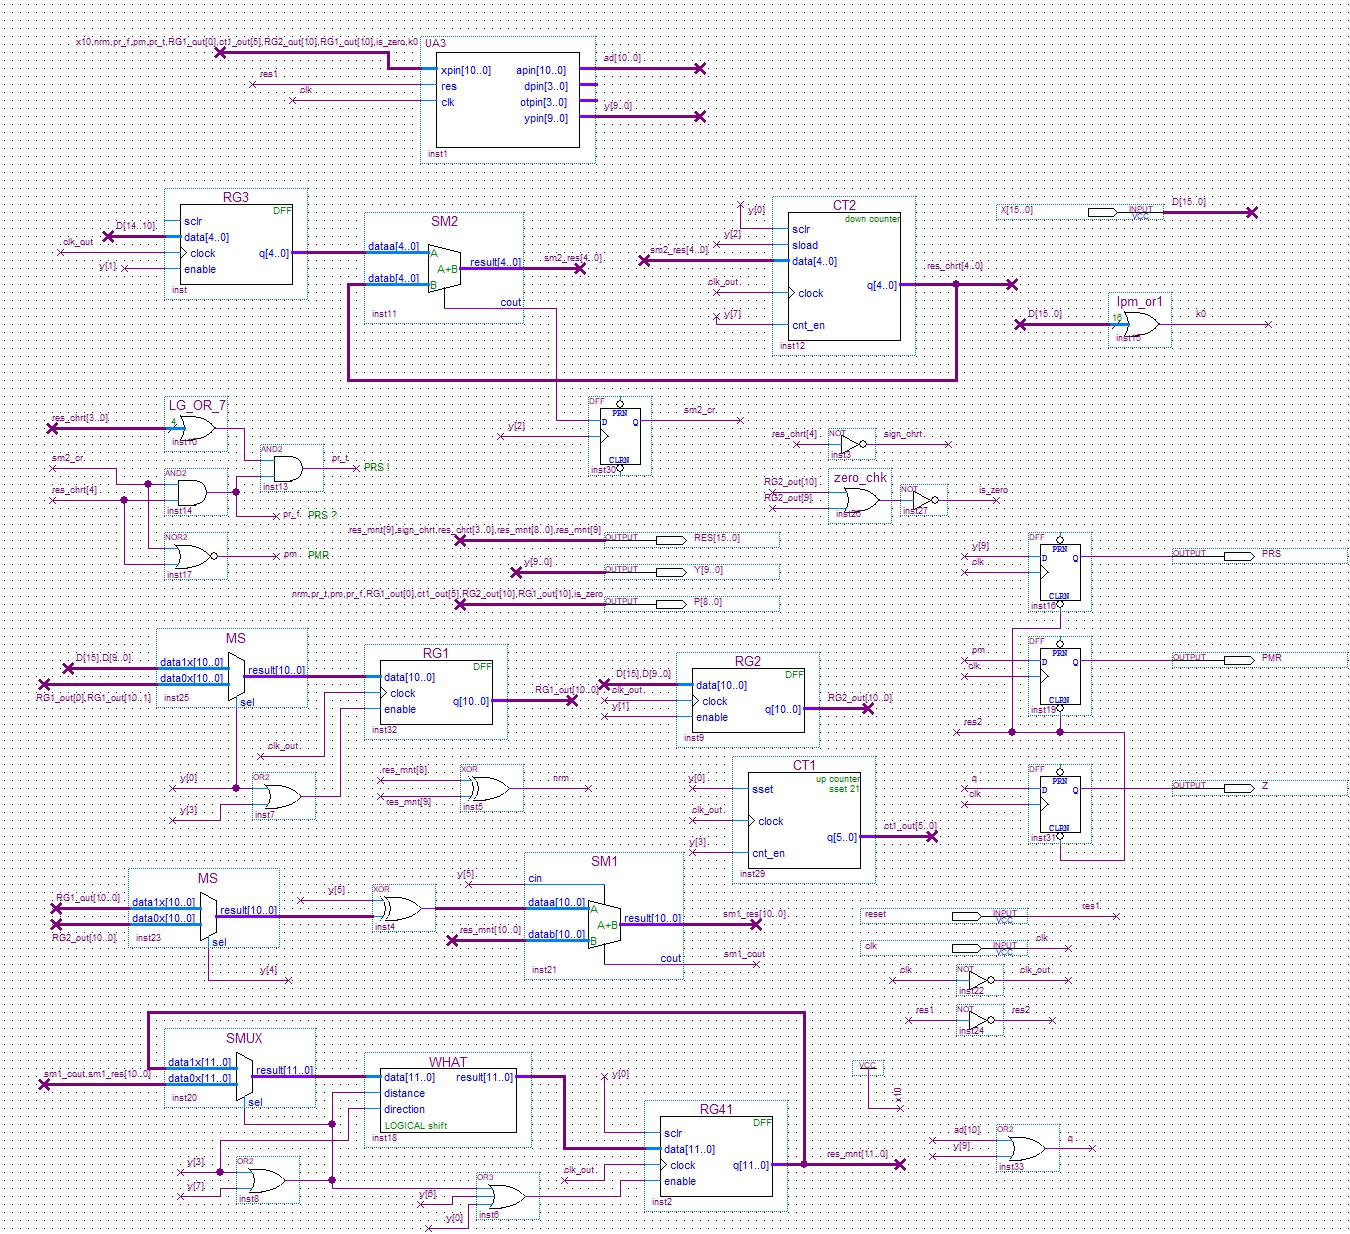 x10,nrm,pr_f,pm,pr_t,RG1_out[0],ct1_out[5],RG2_out[10],RG1_out[10],is_zero,k0
UA3
xpin[10..0]
res
clk
apin[10..0]
dpin[3..0]
otpin[3..0]
ypin[9..0]
inst1
res1
clk
ad[10..0]
y[9..0]
RG3
DFF
sclr
data[4..0]
clock
enable
q[4..0]
inst
D[14..10]
clk_out
y[1]
SM2
dataa[4..0]
A
A+B
datab[4..0]
B
result[4..0]
cout
inst11
sm2_res[4..0]
CT2
down counter
sclr
sload
data[4..0]
clock
cnt_en
q[4..0]
inst12
y[0]
y[2]
sm2_res[4..0]
clk_out
y[7]
res_chrt[4..0]
X[15..0]
INPUT
VCC
D[15..0]
lpm_or1
D[15..0]
16
inst15
k0
res_chrt[3..0]
LG_OR_7
4
inst10
sm2_cr
res_chrt[4]
AND2
inst14
AND2
inst13
pr_t
PRS !
pr_f
PRS ?
NOR2
inst17
pm
PMR
DFF
PRN
D
Q
CLRN
inst30
y[2]
sm2_cr
res_chrt[4]
NOT
inst3
sign_chrt
zero_chk
RG2_out[10]
RG2_out[9]
inst26
NOT
inst27
is_zero
res_mnt[9],sign_chrt,res_chrt[3..0],res_mnt[8..0],res_mnt[9]
OUTPUT
RES[15..0]
y[9..0]
OUTPUT
Y[9..0]
nrm,pr_t,pm,pr_f,RG1_out[0],ct1_out[5],RG2_out[10],RG1_out[10],is_zero
OUTPUT
P[8..0]
DFF
PRN
D
Q
CLRN
inst16
y[9]
clk
OUTPUT
PRS
DFF
PRN
D
Q
CLRN
inst19
pm
clk
OUTPUT
PMR
res2
DFF
PRN
D
Q
CLRN
inst31
q
clk
OUTPUT
Z
MS
D[15],D[9..0]
data1x[10..0]
data0x[10..0]
result[10..0]
RG1_out[0],RG1_out[10..1]
inst25
sel
RG1
DFF
data[10..0]
clock
enable
q[10..0]
inst32
RG1_out[10..0]
clk_out
RG2
DFF
D[15],D[9..0]
data[10..0]
clk_out
clock
y[1]
enable
q[10..0]
RG2_out[10..0]
inst9
y[0]
y[3]
OR2
inst7
res_mnt[8]
res_mnt[9]
XOR
inst5
nrm
CT1
up counter
sset 21
sset
clock
cnt_en
q[5..0]
inst29
y[0]
clk_out
y[3]
ct1_out[5..0]
MS
RG1_out[10..0]
data1x[10..0]
data0x[10..0]
RG2_out[10..0]
result[10..0]
inst23
sel
y[4]
y[5]
XOR
inst4
SM1
y[5]
cin
dataa[10..0]
A
A+B
datab[10..0]
B
result[10..0]
cout
inst21
res_mnt[10..0]
sm1_res[10..0]
sm1_cout
reset
INPUT
VCC
res1
clk
INPUT
VCC
clk
clk
NOT
inst22
clk_out
res1
NOT
inst24
res2
SMUX
data1x[11..0]
data0x[11..0]
result[11..0]
sm1_cout,sm1_res[10..0]
inst20
sel
WHAT
data[11..0]
result[11..0]
distance
direction
LOGICAL shift
inst18
y[3]
y[7]
OR2
inst8
OR3
inst6
y[6]
y[0]
RG41
DFF
sclr
data[11..0]
clock
enable
q[11..0]
inst2
y[0]
clk_out
res_mnt[11..0]
VCC
x10
ad[10]
y[9]
OR2
inst33
q